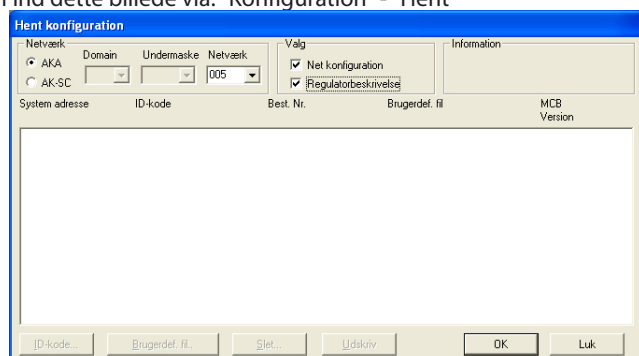 Find dette billede via: "Konfiguration" - "Hent"
Hent konfiguration
Netværk
Valg
Information
AKA
AK-SC
Domain
Undermaske
Netværk
005
Net konfiguration
Regulatorbeskrivelse
System adresse
ID-kode
Best. Nr.
Brugerdef. fil
MCB
Version
ID-kode...
Brugerdef. fil..
Slet...
Udskriv
OK
Luk